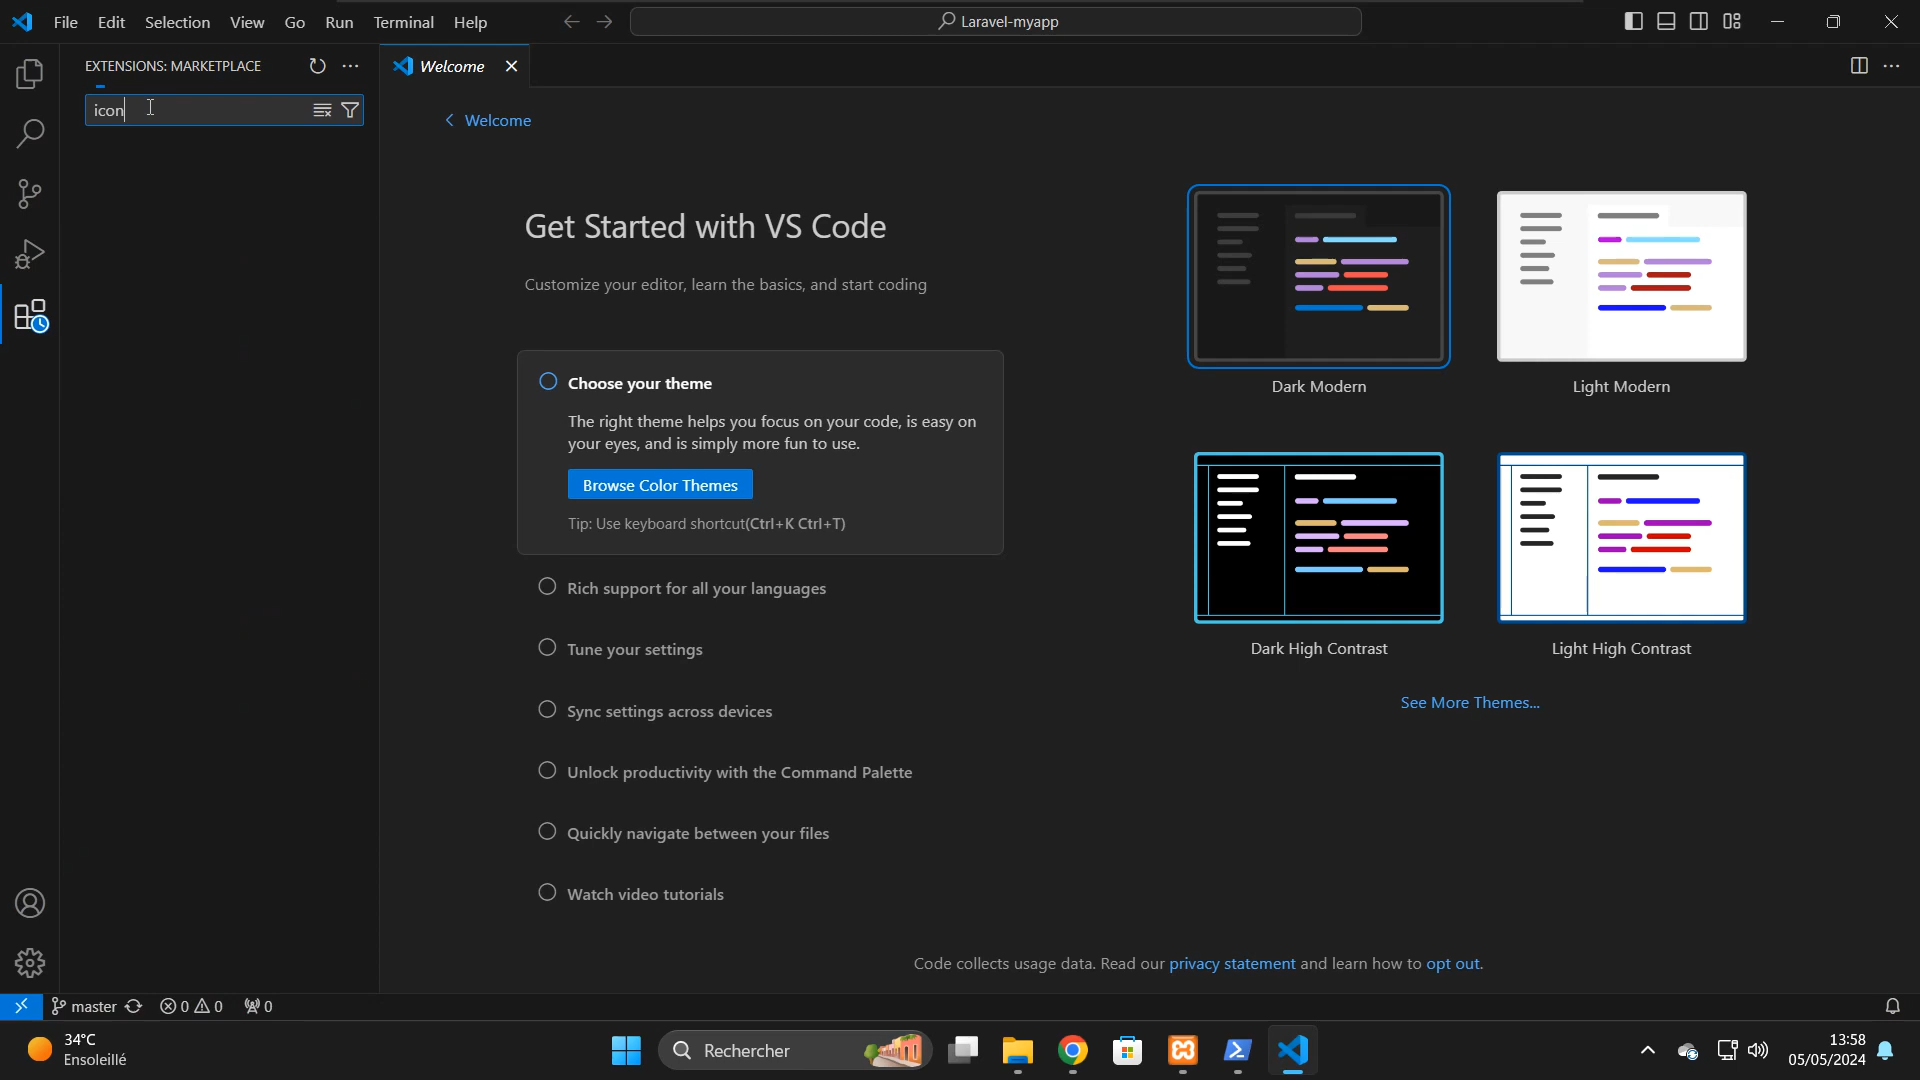 File Edit Selection View Go Run Terminal Help
Laravel-myapp
EXTENSIONS: MARKETPLACE
Welcome
icon
Welcome
Get Started with VS Code
Customize your editor, learn the basics, and start coding
Choose your theme
The right theme helps you focus on your code, is easy on
your eyes, and is simply more fun to use.
Browse Color Themes
Tip: Use keyboard shortcut(Ctrl+K Ctrl+T)
Rich support for all your languages
Tune your settings
Sync settings across devices
Unlock productivity with the Command Palette
Quickly navigate between your files
Watch video tutorials
Dark Modern
Light Modern
Dark High Contrast
Light High Contrast
See More Themes...
Code collects usage data. Read our privacy statement and learn how to opt out.
master 0 0 0
34°C
Ensoleillé
Rechercher
13:58
05/05/2024